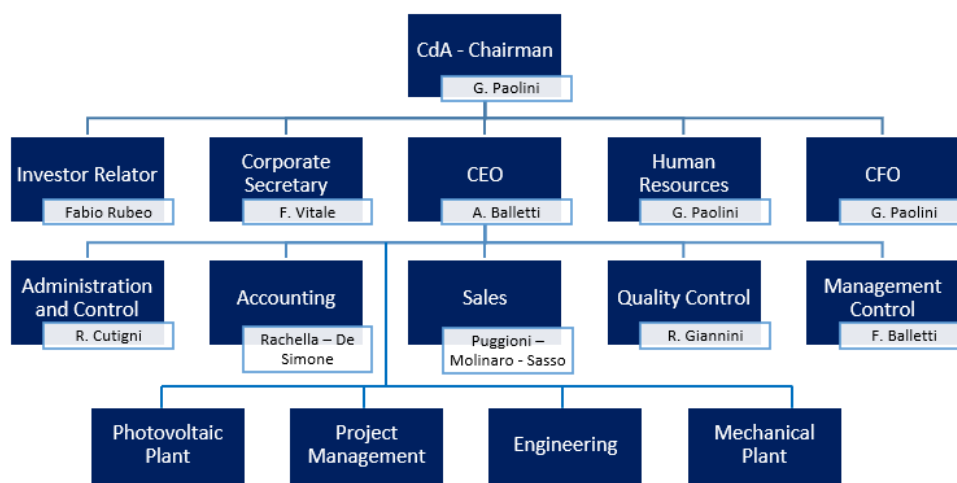 CdA - Chairman
G. Paolini
Investor Relator
Fabio Rubeo
Corporate
Secretary
F. Vitale
CEO
A. Balletti
Human
Resources
G. Paolini
CFO
G. Paolini
Administration
and Control
R. Cutigni
Accounting
Rachella – De
Simone
Sales
Puggioni –
Molinaro - Sasso
Quality Control
R. Giannini
Management
Control
F. Balletti
Photovoltaic
Plant
Project
Management
Engineering
Mechanical
Plant